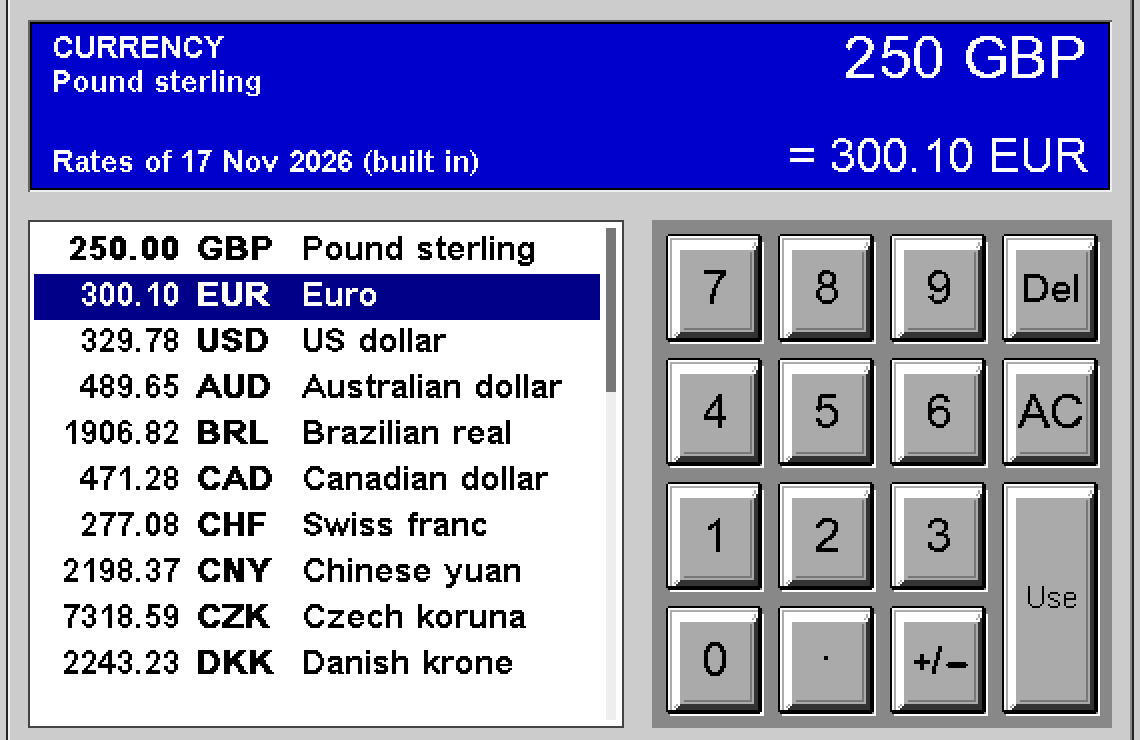 CURRENCY
Pound sterling
250 GBP
Rates of 17 Nov 2026 (built in)
= 300.10 EUR
250.00 GBP Pound sterling
300.10 EUR Euro
329.78 USD US dollar
489.65 AUD Australian dollar
1906.82 BRL Brazilian real
471.28 CAD Canadian dollar
277.08 CHF Swiss franc
2198.37 CNY Chinese yuan
7318.59 CZK Czech koruna
2243.23 DKK Danish krone
7 8 9 Del
4 5 6 AC
1 2 3
Use
0 . +/−